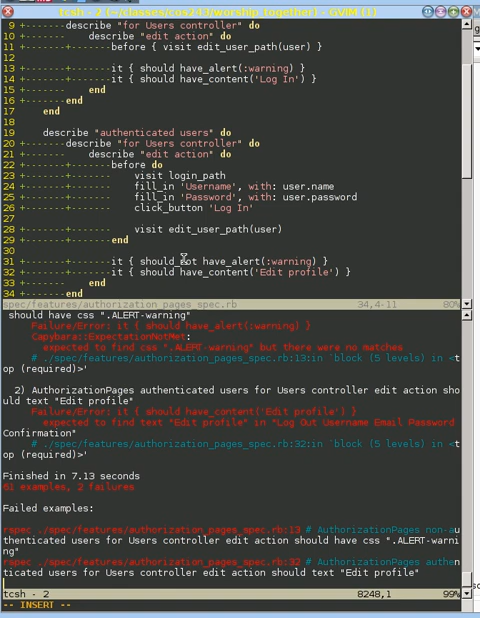 tcsh - 2 (~/classes/cos243/worship_together) - GVIM (1)
9 +-------describe "for Users controller" do
10 +-------+-------describe "edit action" do
11 +-------+-------+-------before { visit edit_user_path(user) }
12
13 +-------+-------+-------it { should have_alert(:warning) }
14 +-------+-------+-------it { should have_content('Log In') }
15 +-------+-------end
16 +-------end
17 end
18
19 describe "authenticated users" do
20 +-------describe "for Users controller" do
21 +-------+-------describe "edit action" do
22 +-------+-------+-------before do
23 +-------+-------+------- visit login_path
24 +-------+-------+------- fill_in 'Username', with: user.name
25 +-------+-------+------- fill_in 'Password', with: user.password
26 +-------+-------+------- click_button 'Log In'
27
28 +-------+-------+------- visit edit_user_path(user)
29 +-------+-------+-------end
30
31 +-------+-------+-------it { should_not have_alert(:warning) }
32 +-------+-------+-------it { should have_content('Edit profile') }
33 +-------+-------end
34 +-------end
spec/features/authorization_pages_spec.rb 34,4-11 80%
should have css ".ALERT-warning"
Failure/Error: it { should have_alert(:warning) }
Capybara::ExpectationNotMet:
expected to find css ".ALERT-warning" but there were no matches
# ./spec/features/authorization_pages_spec.rb:13:in `block (5 levels) in <t
op (required)>'
2) AuthorizationPages authenticated users for Users controller edit action sho
uld text "Edit profile"
Failure/Error: it { should have_content('Edit profile') }
expected to find text "Edit profile" in "Log Out Username Email Password
Confirmation"
# ./spec/features/authorization_pages_spec.rb:32:in `block (5 levels) in <t
op (required)>'
Finished in 7.13 seconds
61 examples, 2 failures
Failed examples:
rspec ./spec/features/authorization_pages_spec.rb:13 # AuthorizationPages non-au
thenticated users for Users controller edit action should have css ".ALERT-warni
ng"
rspec ./spec/features/authorization_pages_spec.rb:32 # AuthorizationPages authen
ticated users for Users controller edit action should text "Edit profile"
tcsh - 2 8248,1 99%
-- INSERT --